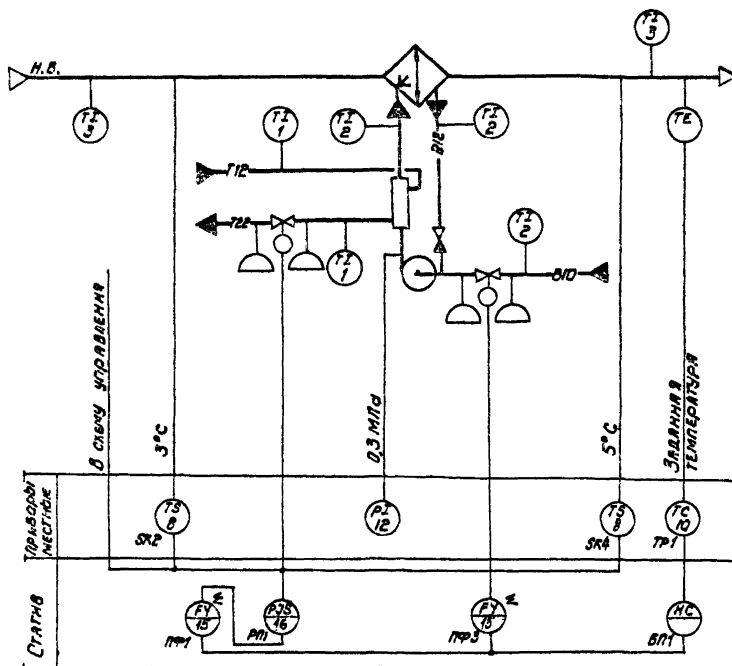 TI
3
Н.В.
TI
3
TI
1
TI
2
TI
2
TE
Т12
В12
TI
2
Т22
TI
1
В10
В схему управления
3°С
0,3 МПа
5°С
Заданная
температура
Приборы
местные
TS
8
SK2
PI
12
TS
8
SK4
TC
10
ТР1
Статив
FY
15
ПФ1
16
РП1
FY
15
ПФ3
HC
БП1